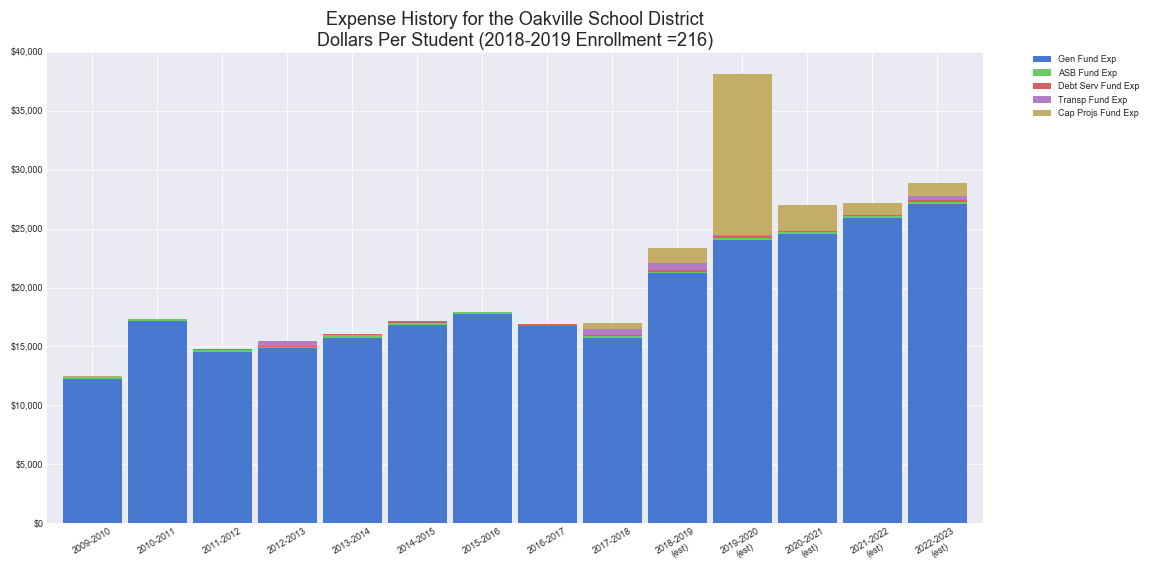 Expense History for the Oakville School District
Dollars Per Student (2018-2019 Enrollment =216)
$40,000
$35,000
$30,000
$25,000
$20,000
$15,000
$10,000
$5,000
$0
2009-2010
2010-2011
2011-2012
2012-2013
2013-2014
2014-2015
2015-2016
2016-2017
2017-2018
2018-2019
(est)
2019-2020
(est)
2020-2021
(est)
2021-2022
(est)
2022-2023
(est)
Gen Fund Exp
ASB Fund Exp
Debt Serv Fund Exp
Transp Fund Exp
Cap Projs Fund Exp